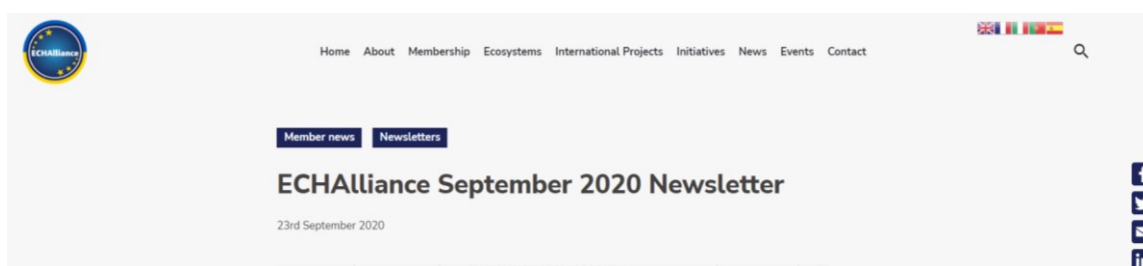 ECHAlliance
Home About Membership Ecosystems International Projects Initiatives News Events Contact
Member news Newsletters
ECHAlliance September 2020 Newsletter
23rd September 2020